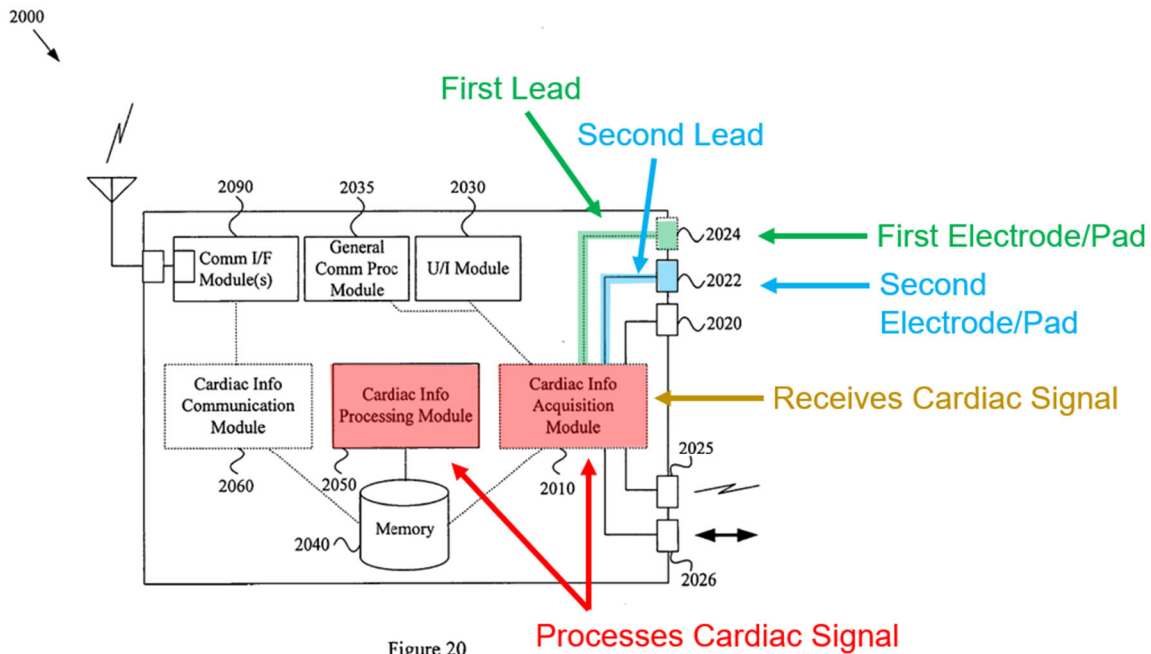 2000
First Lead
Second Lead
2090
2035
2030
Comm I/F
Module(s)
General
Comm Proc
Module
U/I Module
2024
First Electrode/Pad
2022
Second
Electrode/Pad
2020
Cardiac Info
Communication
Module
Cardiac Info
Processing Module
Cardiac Info
Acquisition
Module
Receives Cardiac Signal
2060
2050
2010
2025
Memory
2040
2026
Processes Cardiac Signal
Figure 20